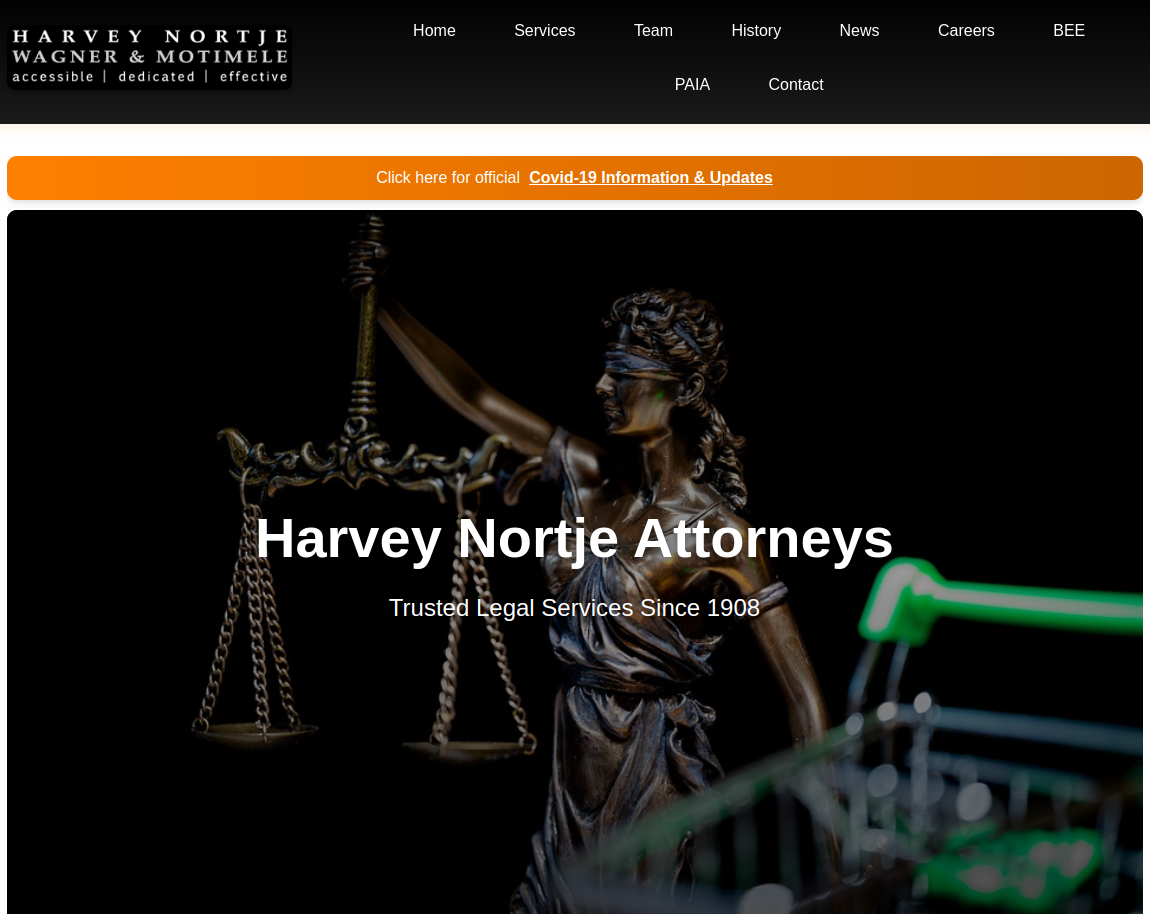 HARVEY NORTJE
WAGNER & MOTIMELE
accessible | dedicated | effective
Home Services Team History News Careers BEE
PAIA Contact
Click here for official Covid-19 Information & Updates
Harvey Nortje Attorneys
Trusted Legal Services Since 1908